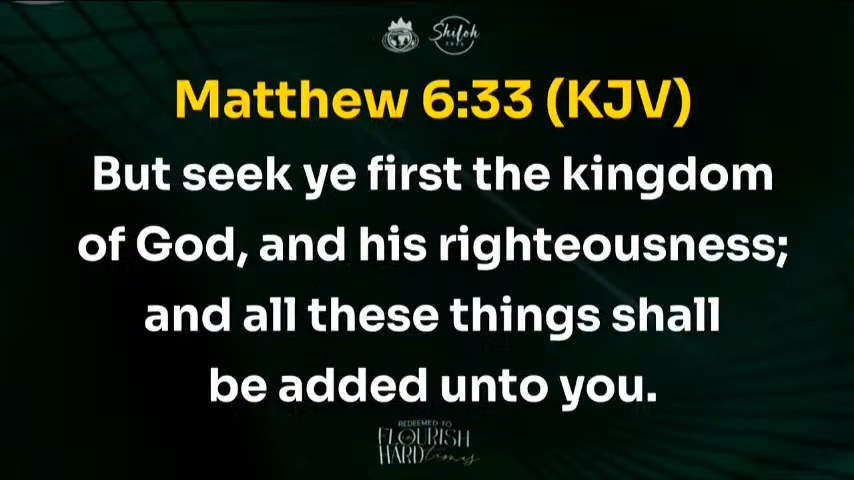 Shiloh
Matthew 6:33 (KJV)
But seek ye first the kingdom
of God, and his righteousness;
and all these things shall
be added unto you.
REDEEMED TO
FLOURISH
HARD times